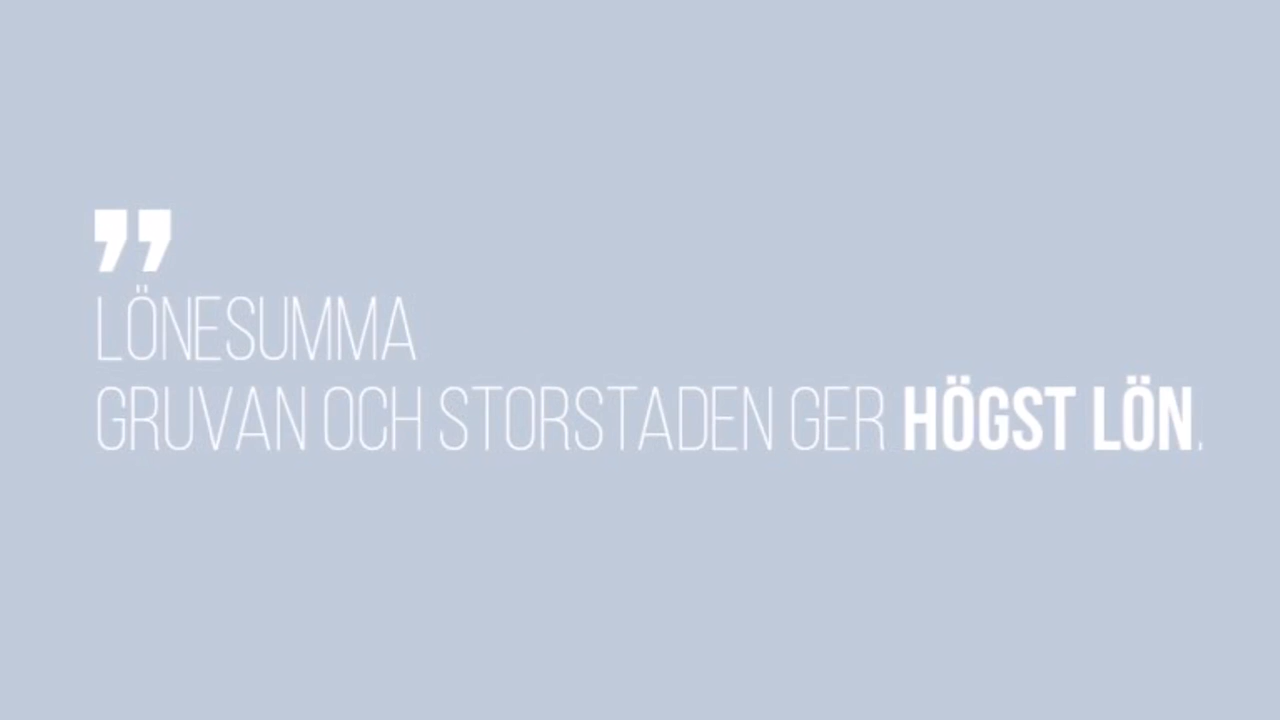 ”
LÖNESUMMA
GRUVAN OCH STORSTADEN GER HÖGST LÖN.